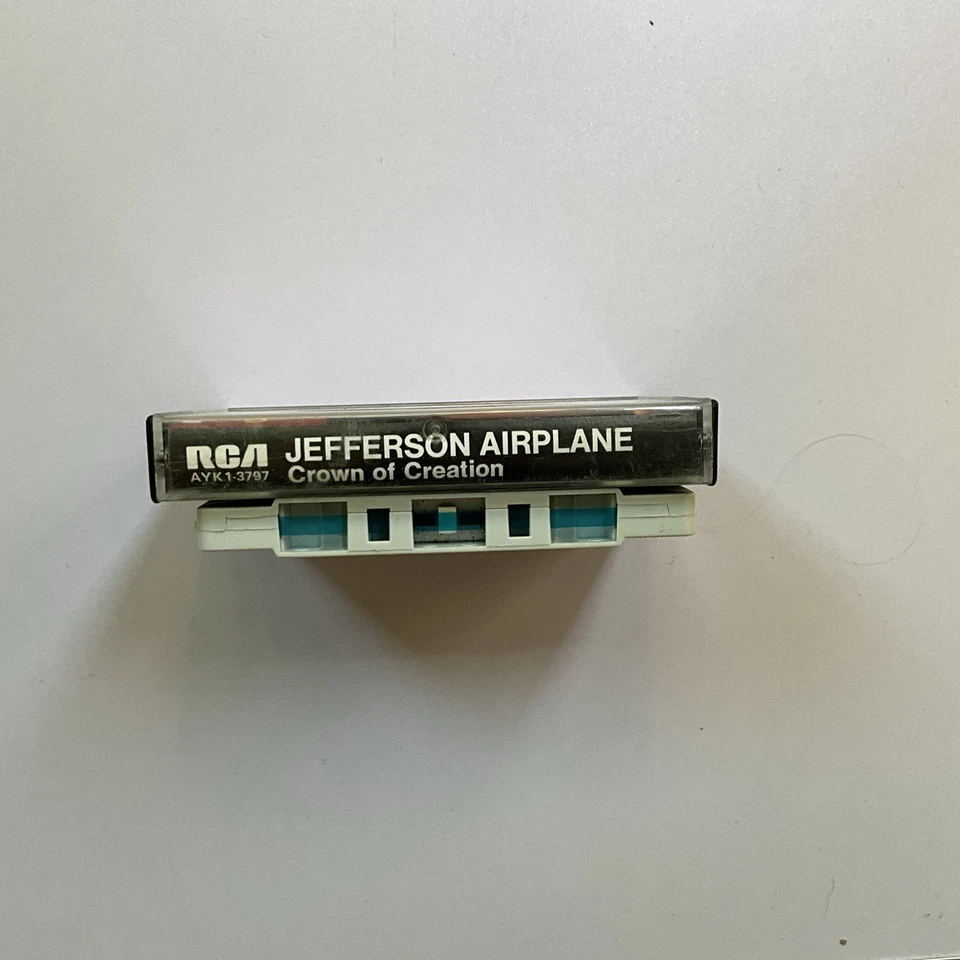 RCA JEFFERSON AIRPLANE
AYK1-3797 Crown of Creation